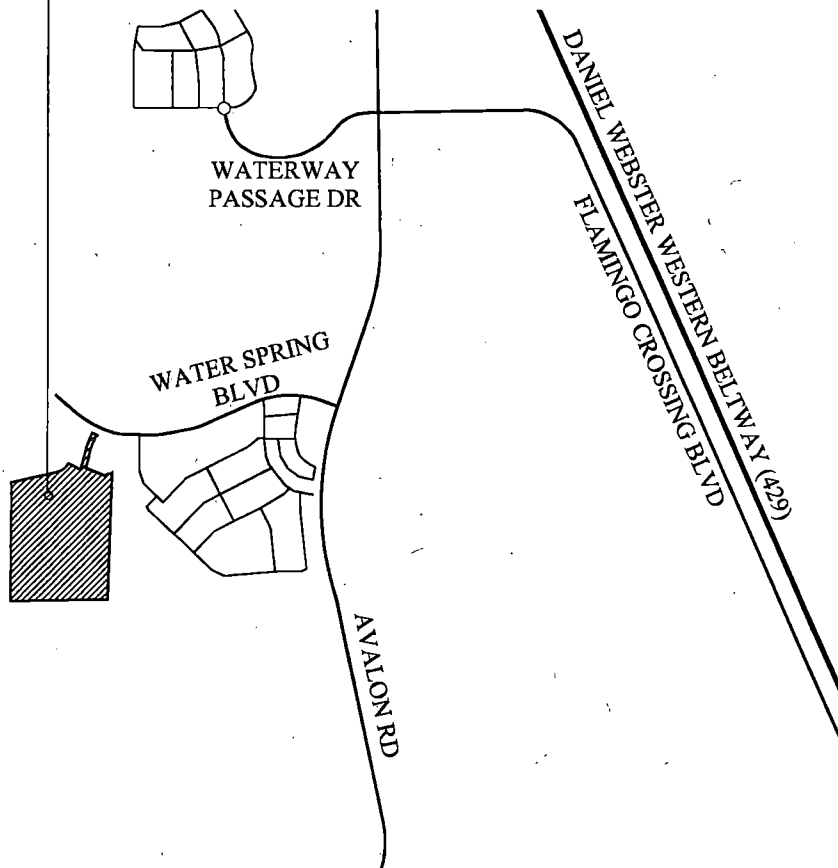 DANIEL WEBSTER WESTERN BELTWAY (429)
WATERWAY
PASSAGE DR
FLAMINGO CROSSING BLVD
WATER SPRING
BLVD
AVALON RD